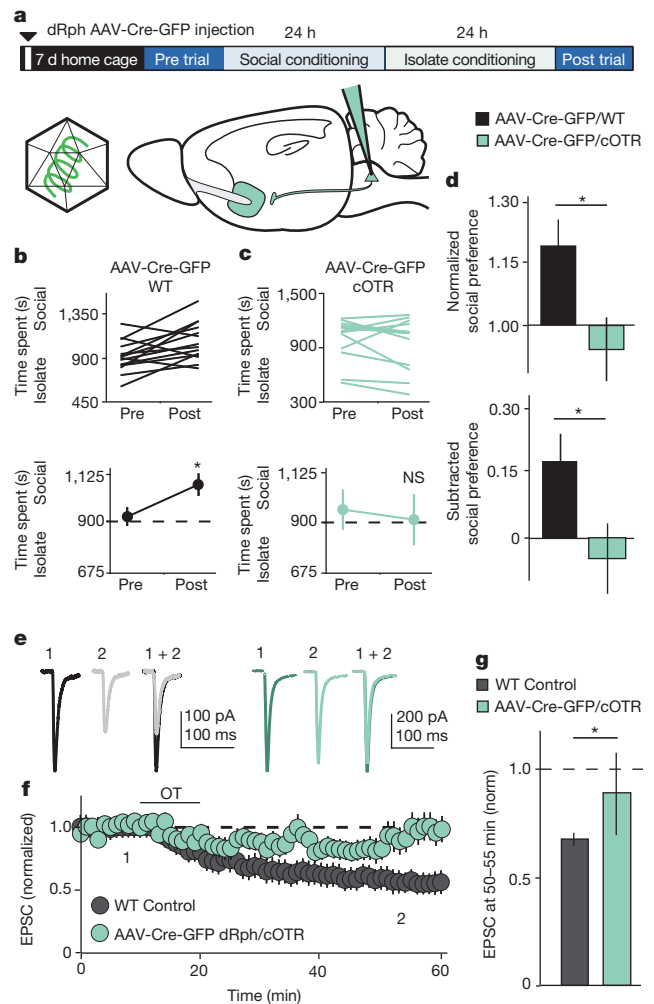 a
dRph AAV-Cre-GFP injection
24 h
24 h
7 d home cage
Pre trial
Social conditioning
Isolate conditioning
Post trial
AAV-Cre-GFP/WT
AAV-Cre-GFP/cOTR
b
AAV-Cre-GFP
WT
Time spent (s)
Isolate Social
1,350
900
450
Pre Post
Time spent (s)
Isolate Social
1,125
900
675
*
Pre Post
c
AAV-Cre-GFP
cOTR
Time spent (s)
Isolate Social
1,500
900
300
Pre Post
Time spent (s)
Isolate Social
1,125
900
675
NS
Pre Post
d
Normalized
social preference
1.30
1.15
1.00
*
Subtracted
social preference
0.30
0.15
0
*
e
1 2 1 + 2
100 pA
100 ms
1 2 1 + 2
200 pA
100 ms
f
OT
EPSC (normalized)
1.0
0.5
0
1
2
WT Control
AAV-Cre-GFP dRph/cOTR
0 20 40 60
Time (min)
g
WT Control
AAV-Cre-GFP/cOTR
*
EPSC at 50–55 min (norm)
1.0
0.5
0